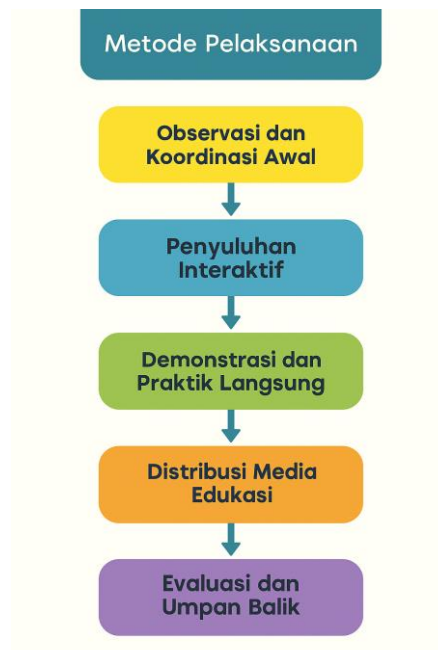 Metode Pelaksanaan
Observasi dan
Koordinasi Awal
Penyuluhan
Interaktif
Demonstrasi dan
Praktik Langsung
Distribusi Media
Edukasi
Evaluasi dan
Umpan Balik